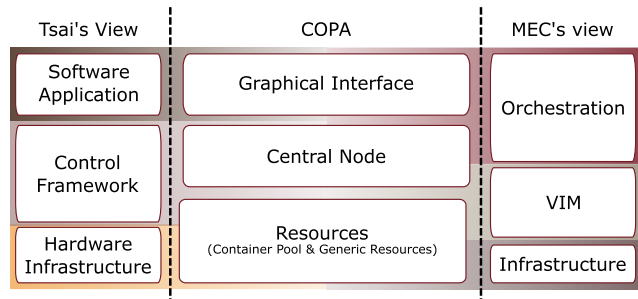 Tsai's View
COPA
MEC's view
Software
Application
Graphical Interface
Orchestration
Control
Framework
Central Node
VIM
Hardware
Infrastructure
Resources
(Container Pool & Generic Resources)
Infrastructure